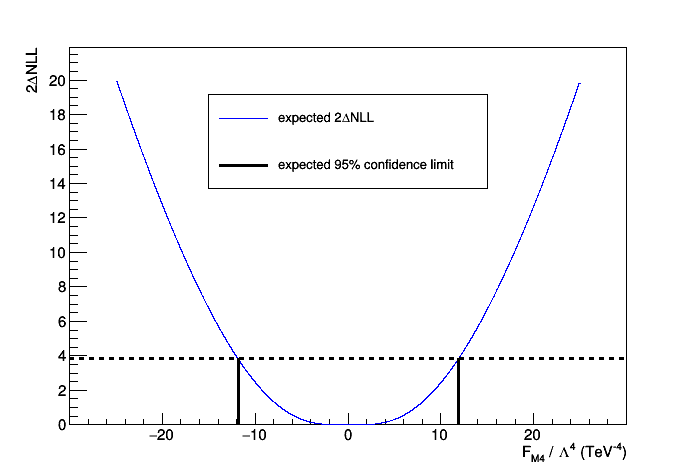 2ΔNLL
20
18
16
14
12
10
8
6
4
2
0
expected 2ΔNLL
expected 95% confidence limit
−20 −10 0 10 20
F_M4 / Λ^4 (TeV^-4)